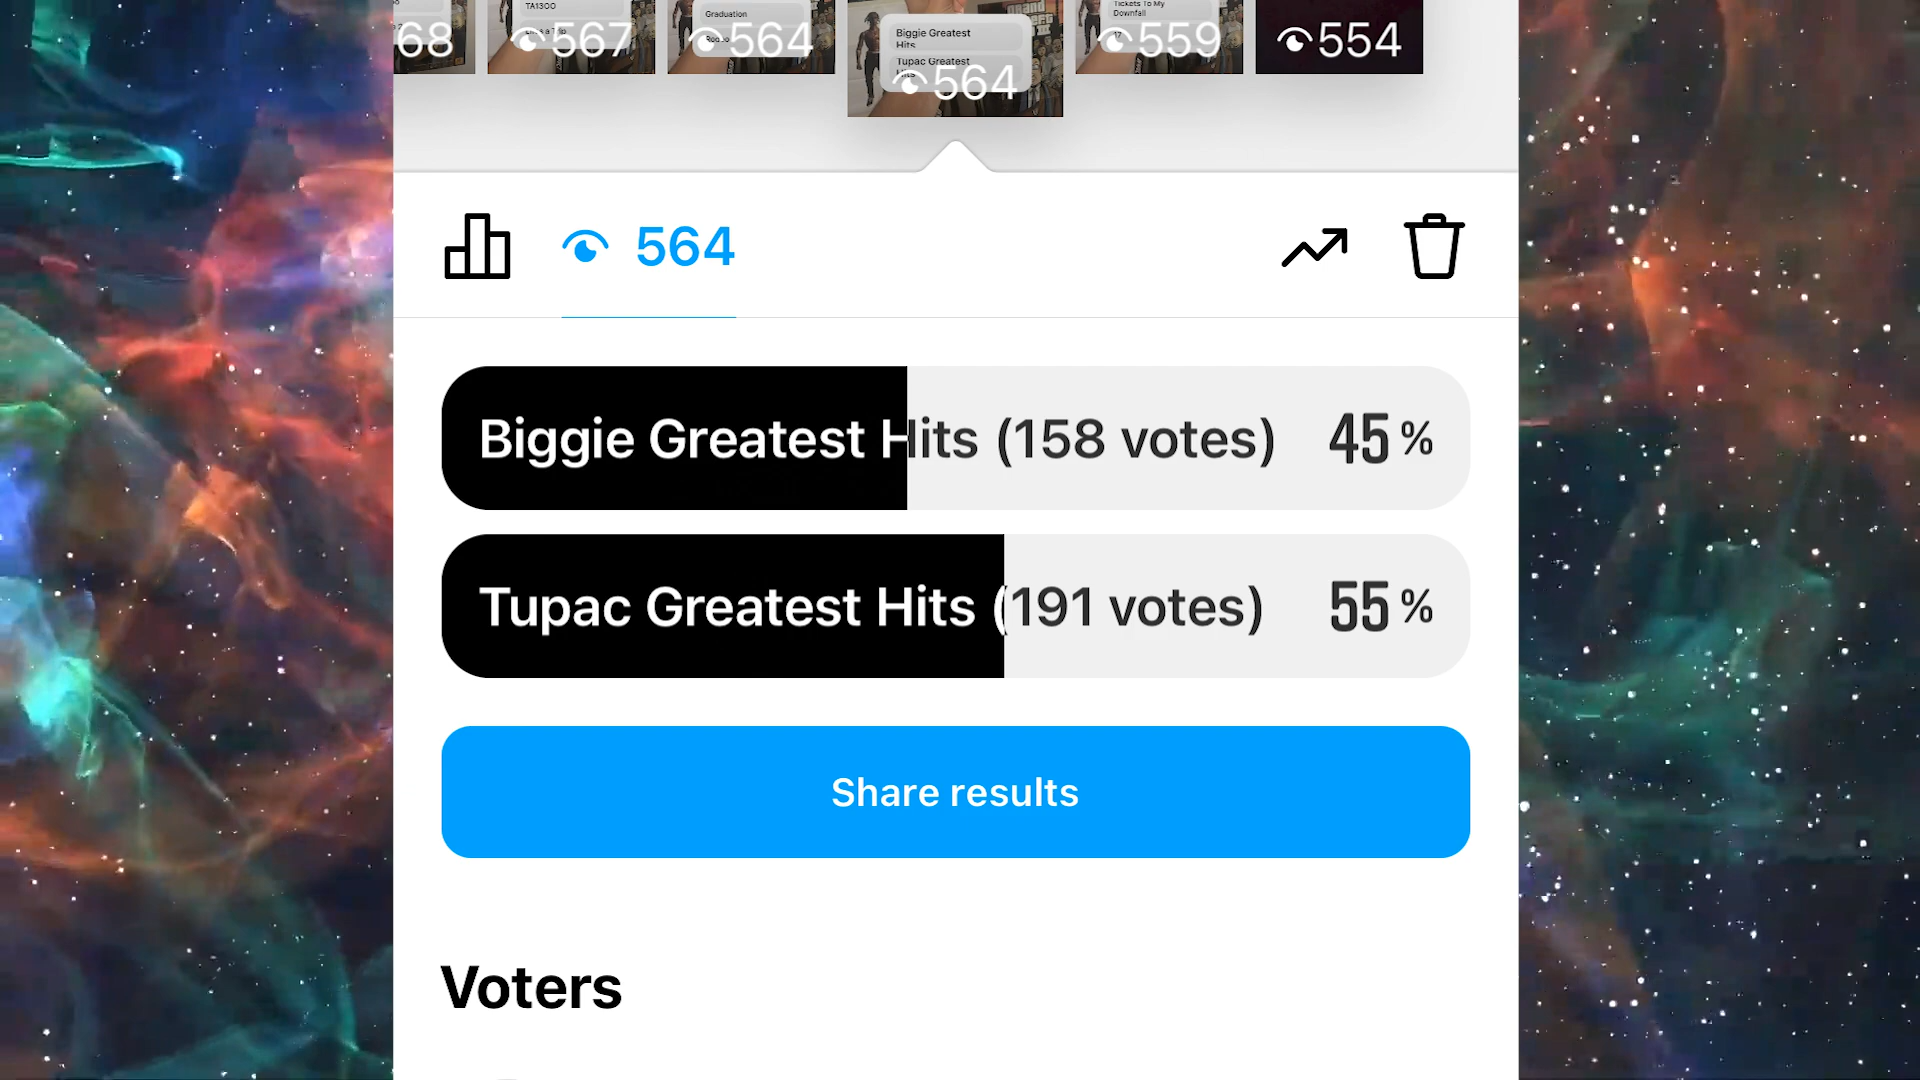 TA1300
Graduation
Tickets To My
Downfall
Biggie Greatest
Hits
Tupac Greatest
68
567
564
564
559
554
564
Biggie Greatest Hits (158 votes) 45%
Tupac Greatest Hits (191 votes) 55%
Share results
Voters